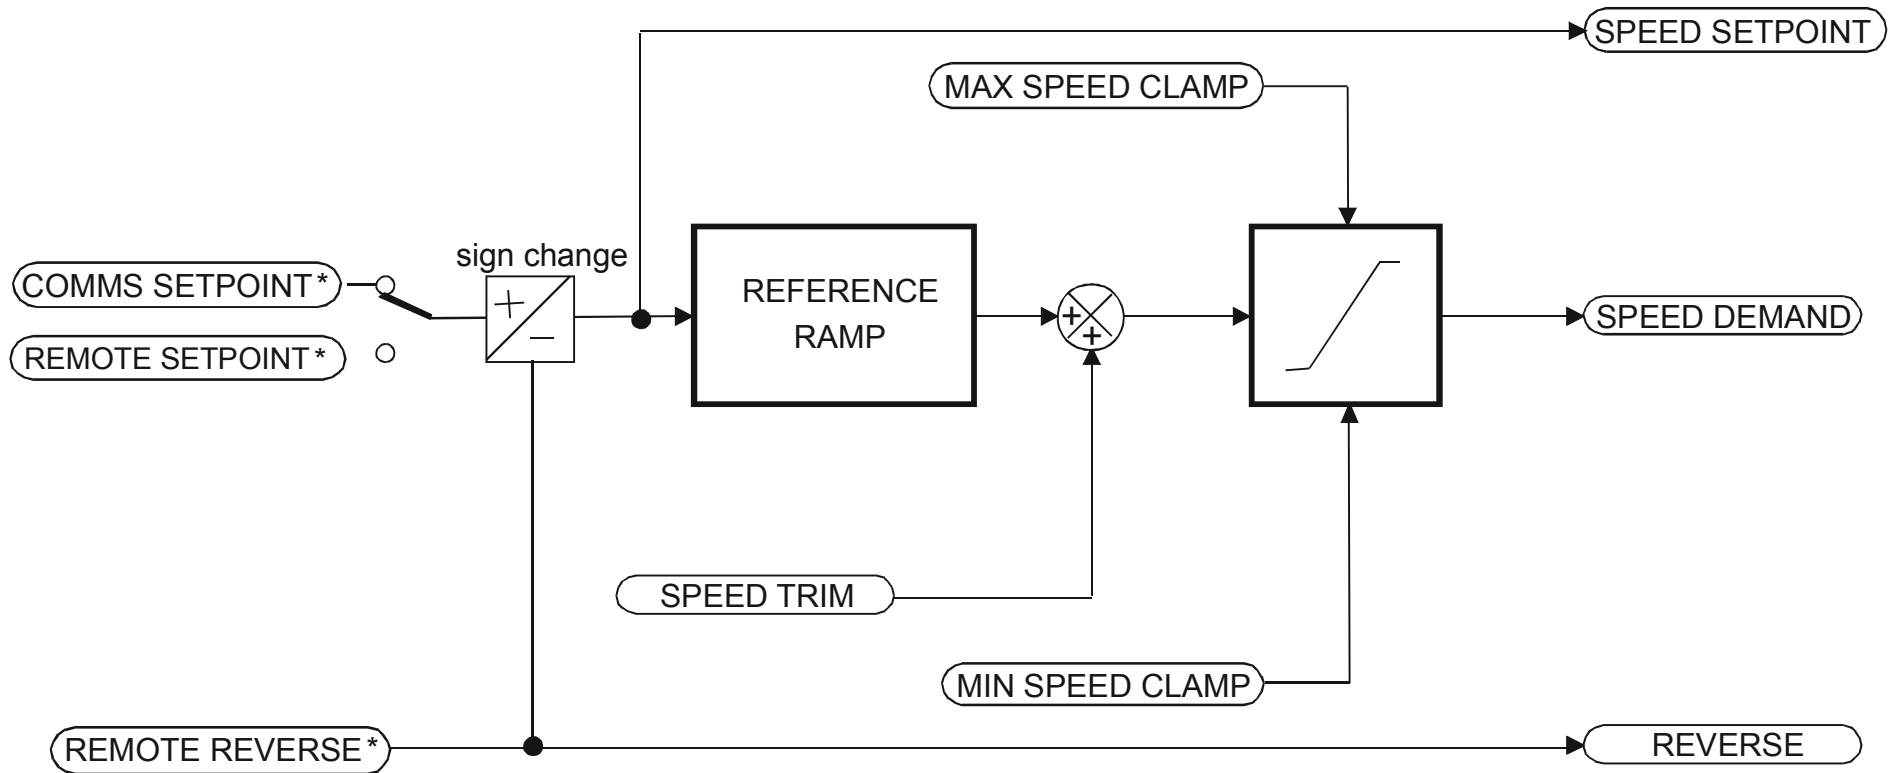 SPEED SETPOINT
MAX SPEED CLAMP
sign change
COMMS SETPOINT*
REFERENCE
RAMP
SPEED DEMAND
REMOTE SETPOINT*
SPEED TRIM
MIN SPEED CLAMP
REMOTE REVERSE*
REVERSE